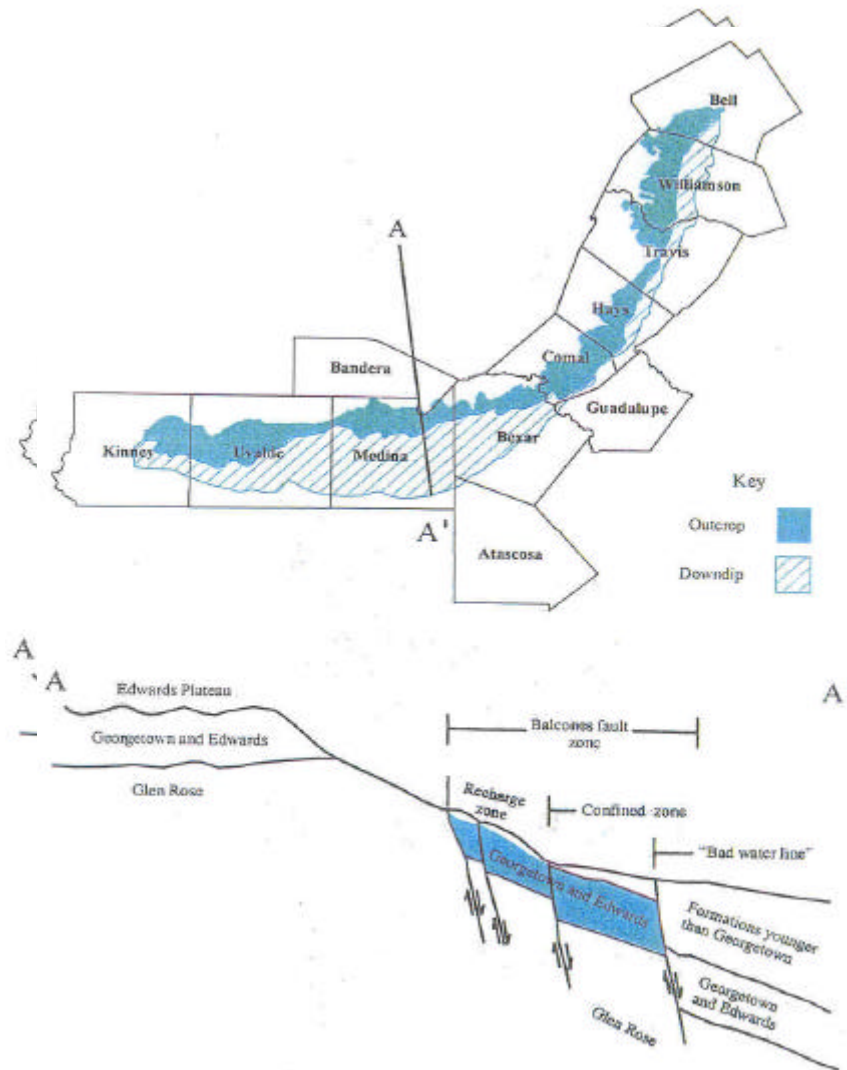 Bell
Williamson
A
Travis
Hays
Comal
Bandera
Guadalupe
Kinney
Uvalde
Medina
Bexar
Key
A'
Outcrop
Atascosa
Downdip
A
A
A
Edwards Plateau
Balcones fault
zone
Georgetown and Edwards
Glen Rose
Recharge
zone
Confined zone
"Bad water line"
Georgetown and Edwards
Formations younger
than Georgetown
Georgetown
and Edwards
Glen Rose